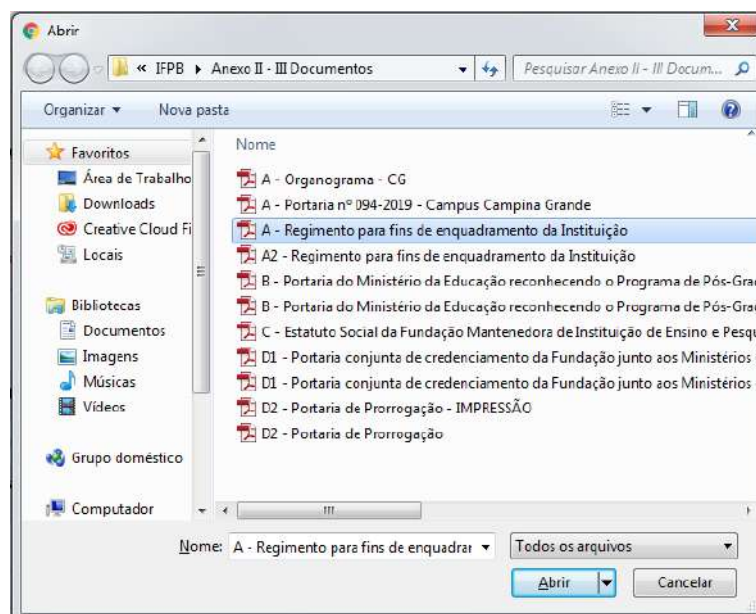 Abrir
« IFPB ▸ Anexo II - III Documentos
Pesquisar Anexo II - III Docum...
Organizar
Nova pasta
Favoritos
Área de Trabalho
Downloads
Creative Cloud Fi
Locais
Bibliotecas
Documentos
Imagens
Músicas
Vídeos
Grupo doméstico
Computador
Nome
A - Organograma - CG
A - Portaria nº 094-2019 - Campus Campina Grande
A - Regimento para fins de enquadramento da Instituição
A2 - Regimento para fins de enquadramento da Instituição
B - Portaria do Ministério da Educação reconhecendo o Programa de Pós-Grad
B - Portaria do Ministério da Educação reconhecendo o Programa de Pós-Grad
C - Estatuto Social da Fundação Mantenedora de Instituição de Ensino e Pesqu
D1 - Portaria conjunta de credenciamento da Fundação junto aos Ministérios
D1 - Portaria conjunta de credenciamento da Fundação junto aos Ministérios
D2 - Portaria de Prorrogação - IMPRESSÃO
D2 - Portaria de Prorrogação
Nome: A - Regimento para fins de enquadrar
Todos os arquivos
Abrir
Cancelar